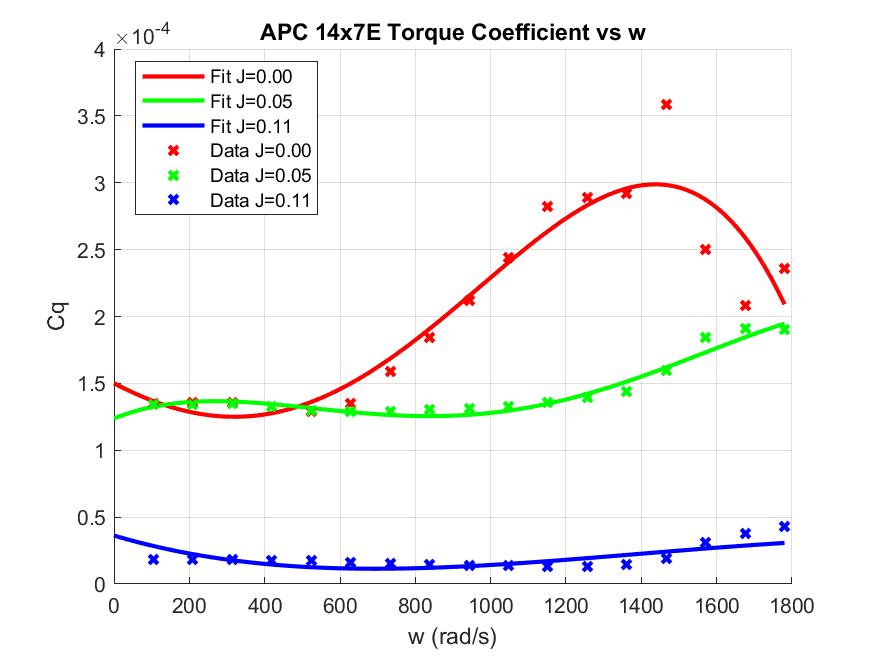 APC 14x7E Torque Coefficient vs w
×10⁻⁴
4
3.5
3
2.5
2
1.5
1
0.5
0
Cq
Fit J=0.00
Fit J=0.05
Fit J=0.11
Data J=0.00
Data J=0.05
Data J=0.11
0 200 400 600 800 1000 1200 1400 1600 1800
w (rad/s)